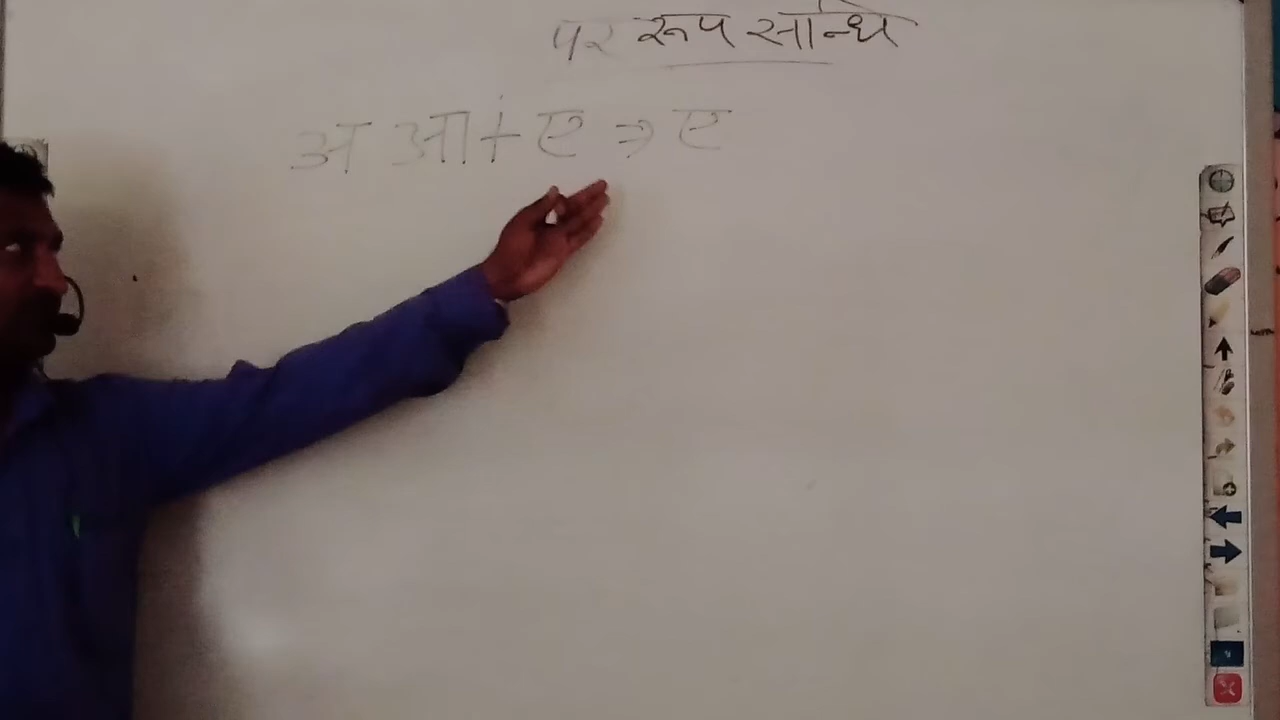 पर रूप सन्धि
अ आ + ए ⇒ ए